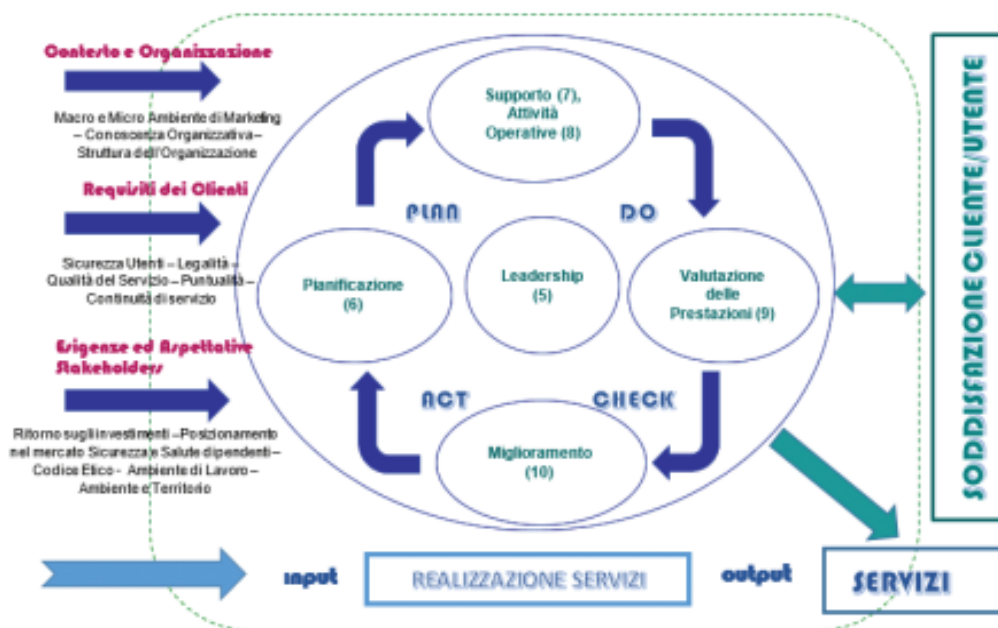 Contesto e Organizzazione
Macro e Micro Ambiente di Marketing
– Conoscenza Organizzativa –
Struttura dell'Organizzazione
Requisiti dei Clienti
Sicurezza Utenti – Legalità –
Qualità del Servizio – Puntualità –
Continuità di servizio
Esigenze ed Aspettative
Stakeholders
Ritorno sugli investimenti – Posizionamento
nel mercato Sicurezza e Salute dipendenti –
Codice Etico - Ambiente di Lavoro –
Ambiente e Territorio
Supporto (7),
Attività
Operative (8)
PLAN
DO
Pianificazione
(6)
Leadership
(5)
Valutazione
delle
Prestazioni (9)
ACT
CHECK
Miglioramento
(10)
SODDISFAZIONE CLIENTE/UTENTE
input
REALIZZAZIONE SERVIZI
output
SERVIZI